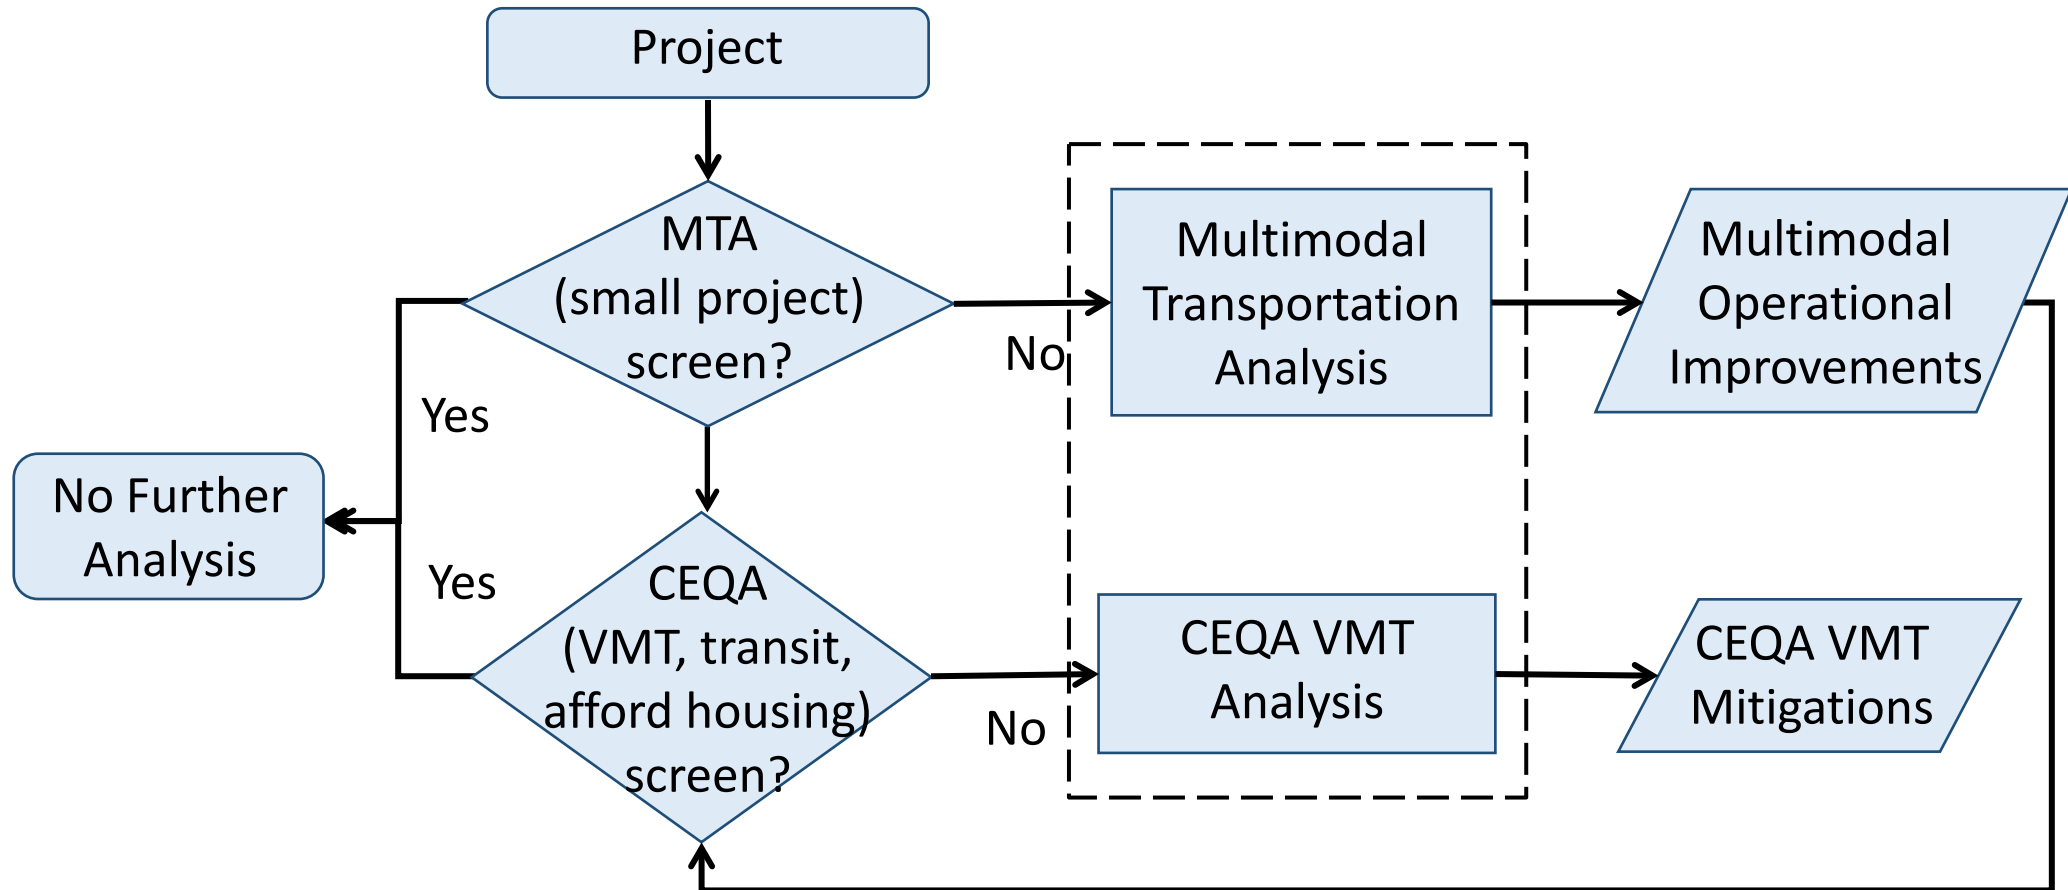 Project
MTA
(small project)
screen?
No
Multimodal
Transportation
Analysis
Multimodal
Operational
Improvements
Yes
No Further
Analysis
Yes
CEQA
(VMT, transit,
afford housing)
screen?
No
CEQA VMT
Analysis
CEQA VMT
Mitigations